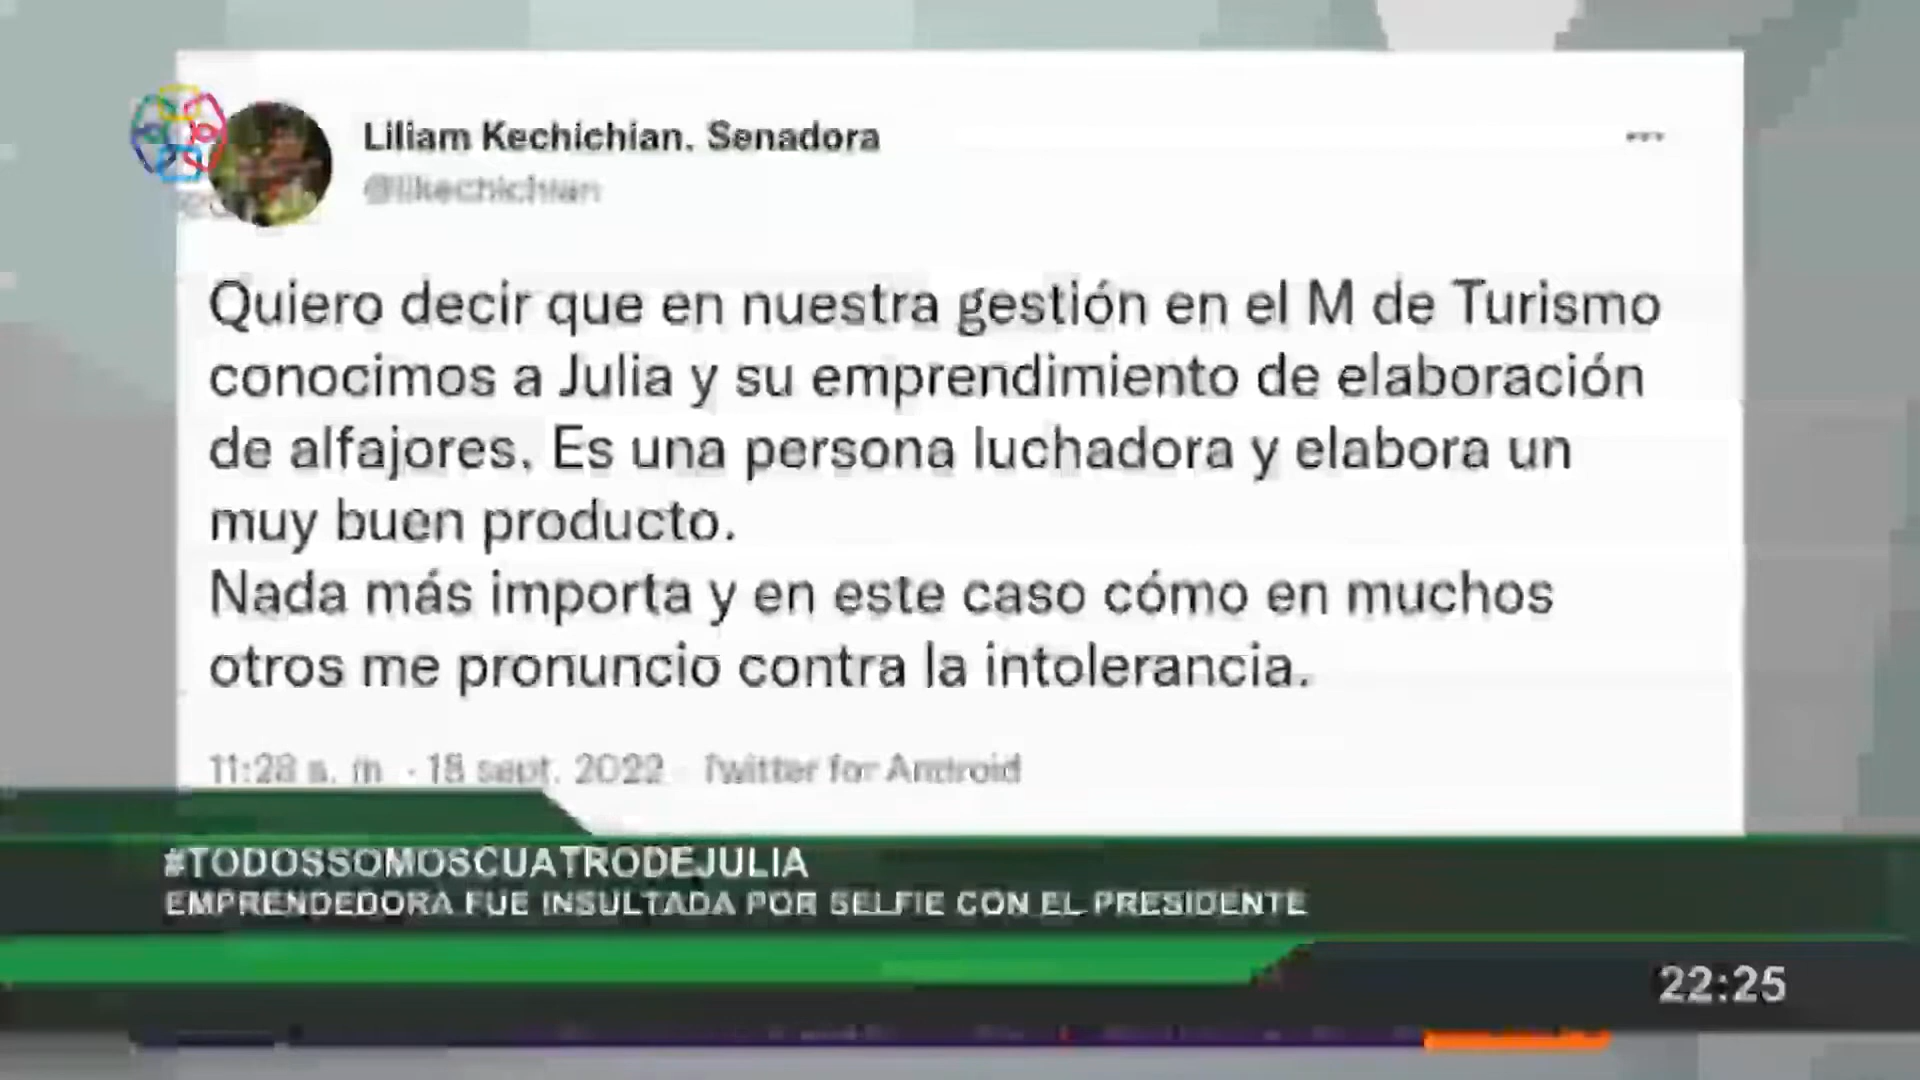 Liliam Kechichian. Senadora
@likechichian
Quiero decir que en nuestra gestión en el M de Turismo
conocimos a Julia y su emprendimiento de elaboración
de alfajores. Es una persona luchadora y elabora un
muy buen producto.
Nada más importa y en este caso cómo en muchos
otros me pronuncio contra la intolerancia.
11:28 a. m. · 18 sept. 2022 · Twitter for Android
#TODOSSOMOSCUATRODEJULIA
EMPRENDEDORA FUE INSULTADA POR SELFIE CON EL PRESIDENTE
22:25